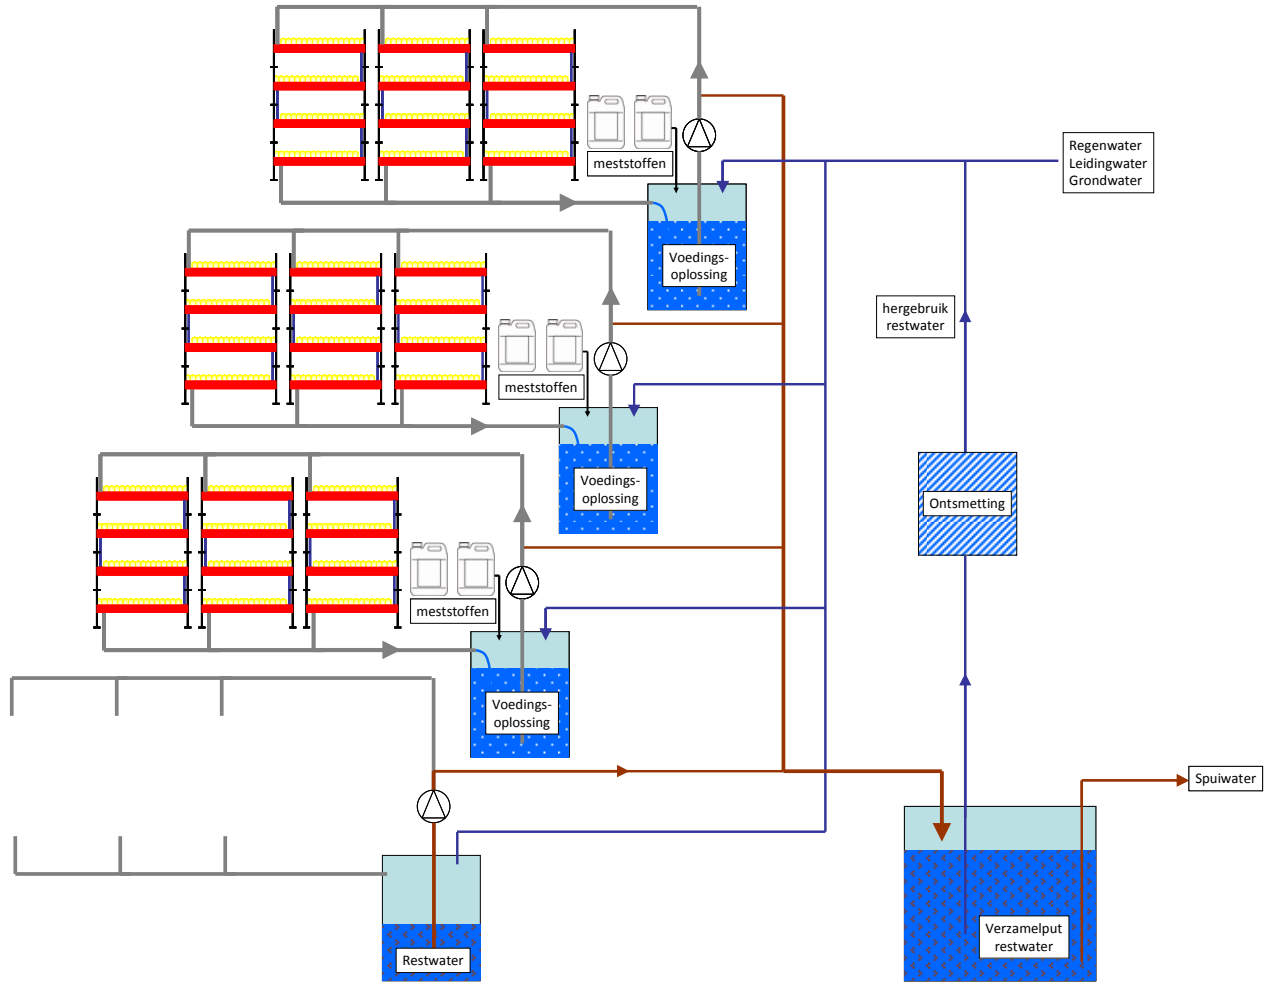 meststoffen
Regenwater
Leidingwater
Grondwater
Voedings-
oplossing
hergebruik
restwater
meststoffen
Voedings-
oplossing
Ontsmetting
meststoffen
Voedings-
oplossing
Spuiwater
Verzamelput
restwater
Restwater